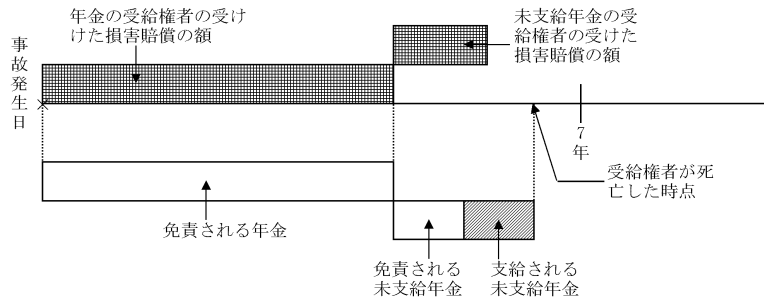 年金の受給権者の受け
けた損害賠償の額
未支給年金の受
給権者の受けた
損害賠償の額
事故発生日
7年
受給権者が死
亡した時点
免責される年金
免責される
未支給年金
支給される
未支給年金